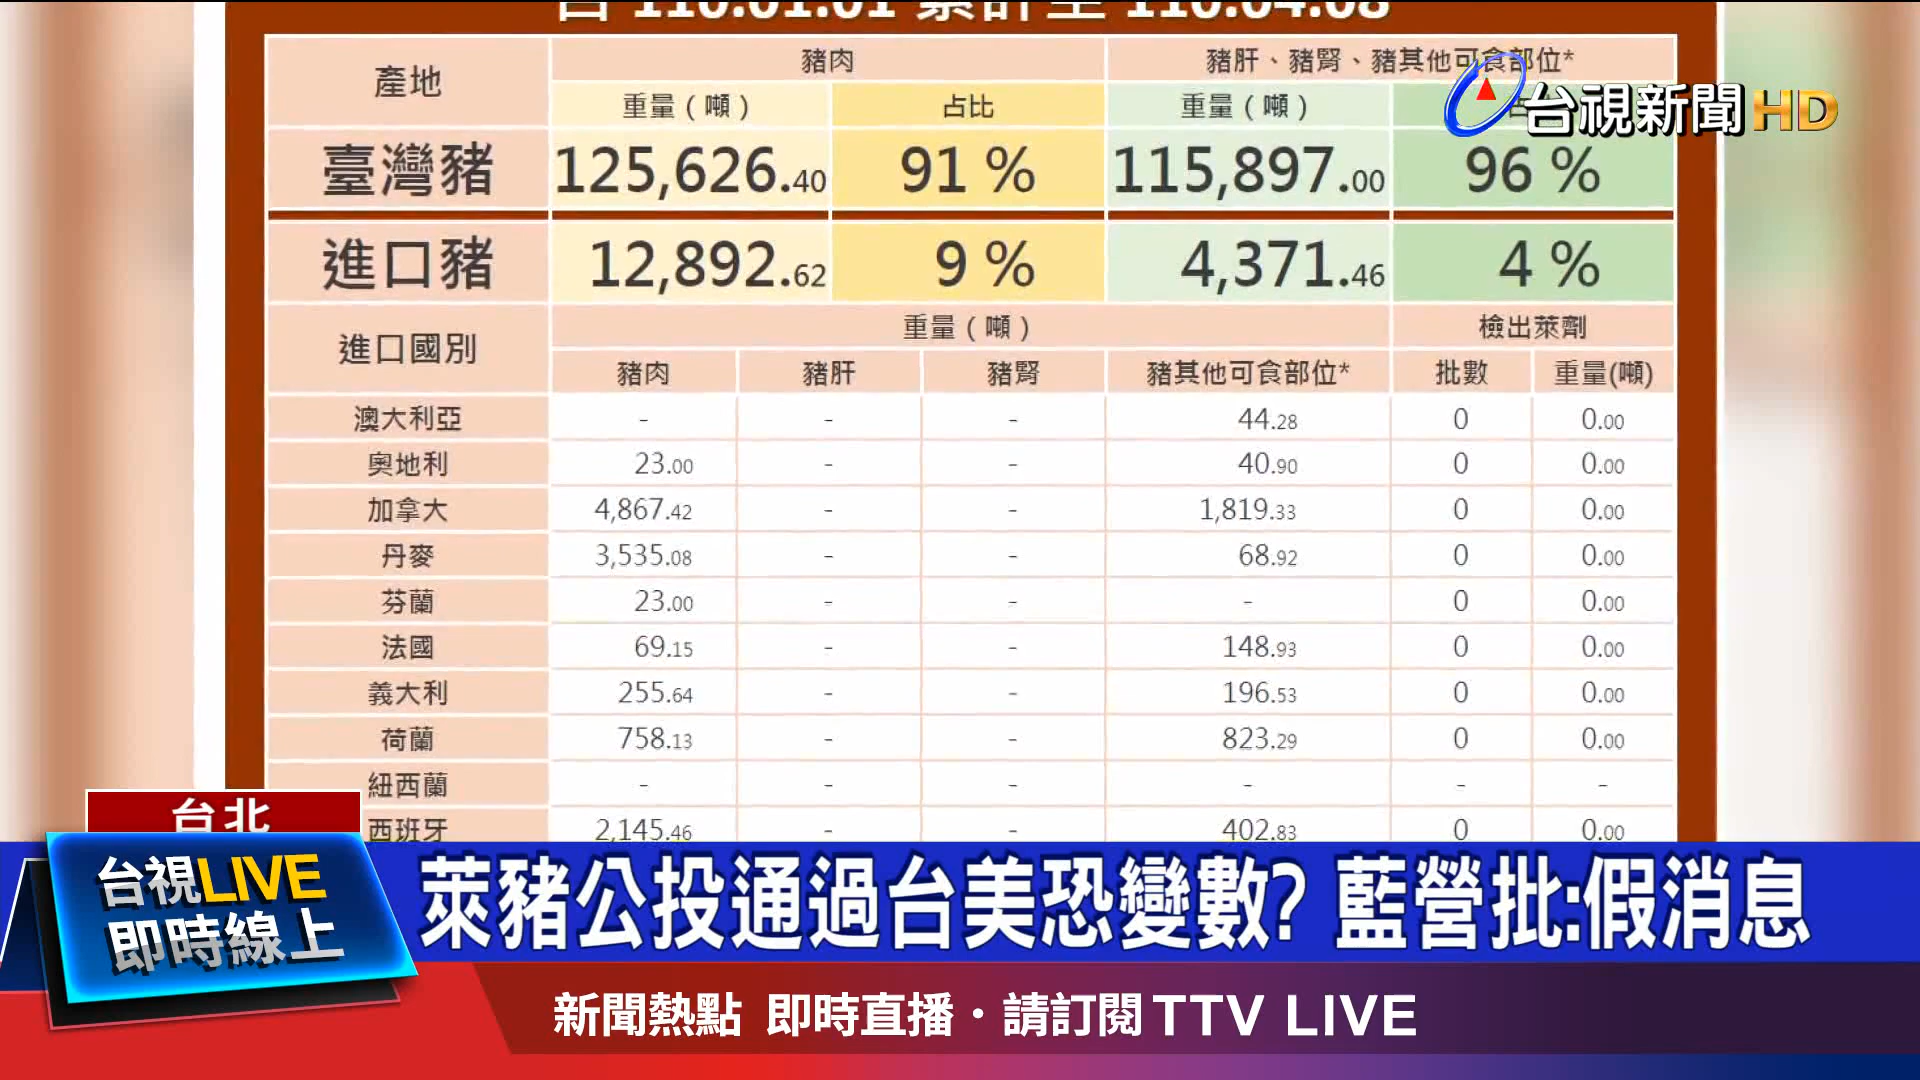 自 110.01.01 累計至 110.04.08
產地 豬肉 豬肝、豬腎、豬其他可食部位*
重量（噸） 占比 重量（噸） 占
臺灣豬 125,626.40 91 % 115,897.00 96 %
進口豬 12,892.62 9 % 4,371.46 4 %
進口國別 重量（噸） 檢出萊劑
豬肉 豬肝 豬腎 豬其他可食部位* 批數 重量(噸)
澳大利亞 - - - 44.28 0 0.00
奧地利 23.00 - - 40.90 0 0.00
加拿大 4,867.42 - - 1,819.33 0 0.00
丹麥 3,535.08 - - 68.92 0 0.00
芬蘭 23.00 - - - 0 0.00
法國 69.15 - - 148.93 0 0.00
義大利 255.64 - - 196.53 0 0.00
荷蘭 758.13 - - 823.29 0 0.00
紐西蘭 - - - - - -
西班牙 2,145.46 - - 402.83 0 0.00
台視新聞HD
台北
台視LIVE
即時線上
萊豬公投通過台美恐變數? 藍營批:假消息
新聞熱點 即時直播・請訂閱TTV LIVE